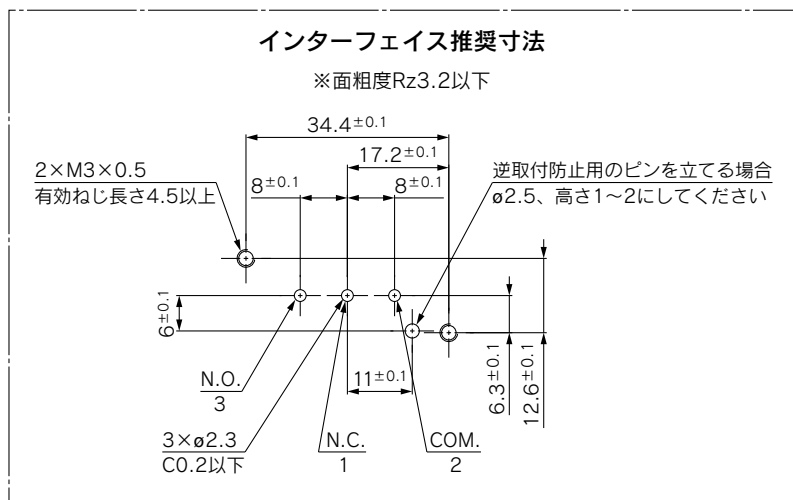 インターフェイス推奨寸法
※面粗度Rz3.2以下
34.4±0.1
17.2±0.1
2×M3×0.5
有効ねじ長さ4.5以上
8±0.1
8±0.1
逆取付防止用のピンを立てる場合
ø2.5、高さ1〜2にしてください
6±0.1
6.3±0.1
12.6±0.1
11±0.1
N.O.
3
3×ø2.3
C0.2以下
N.C.
1
COM.
2